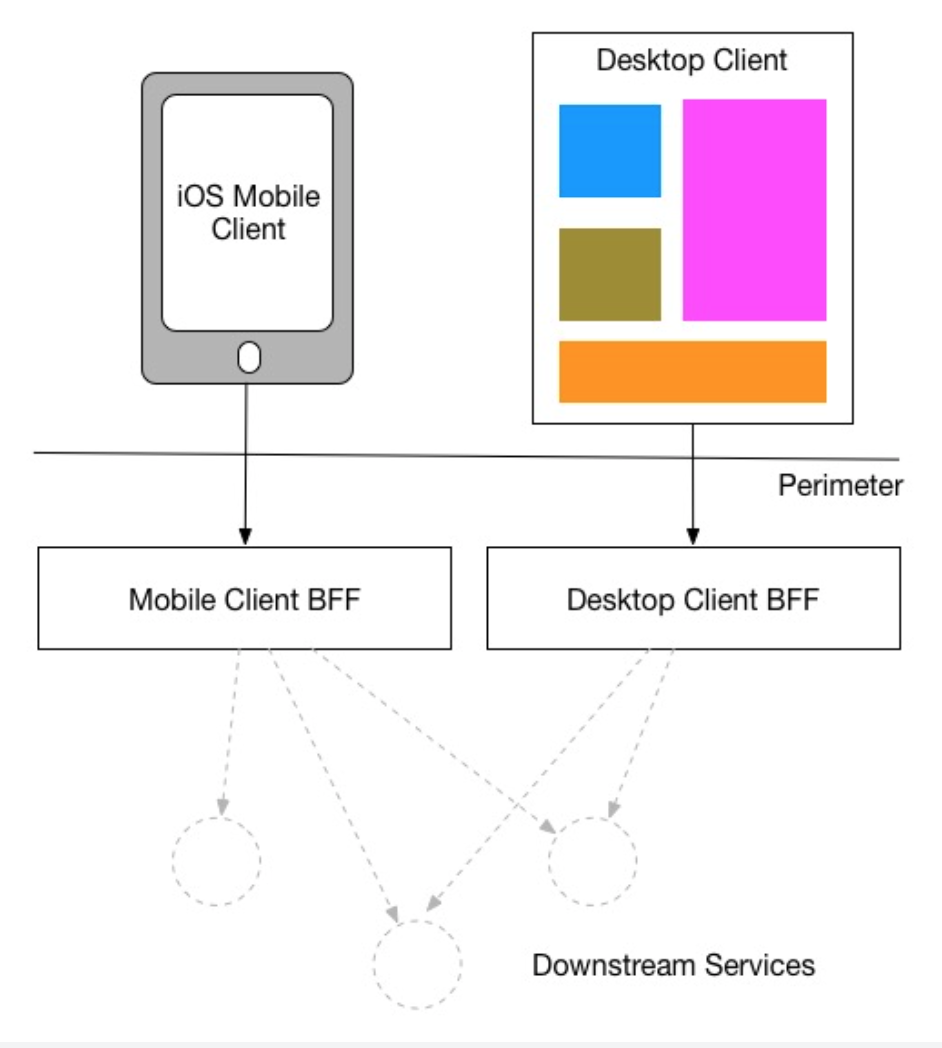 Desktop Client
iOS Mobile
Client
Perimeter
Mobile Client BFF
Desktop Client BFF
Downstream Services